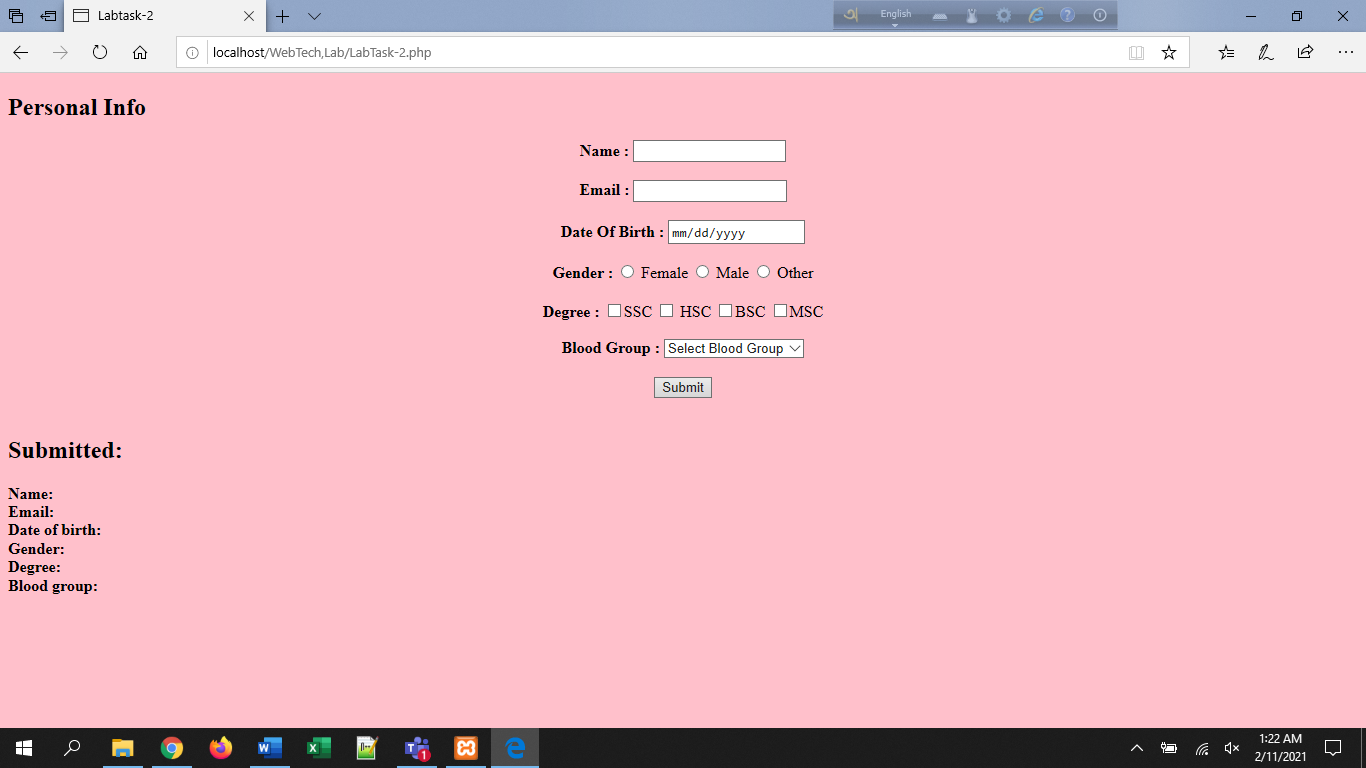 Labtask-2
English
localhost/WebTech,Lab/LabTask-2.php
Personal Info
Name :
Email :
Date Of Birth : mm/dd/yyyy
Gender : Female Male Other
Degree : SSC HSC BSC MSC
Blood Group : Select Blood Group
Submit
Submitted:
Name:
Email:
Date of birth:
Gender:
Degree:
Blood group:
1:22 AM
2/11/2021